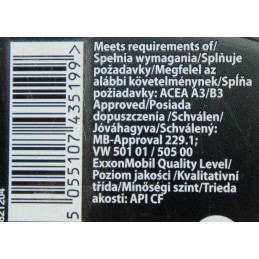 Meets requirements of/
Spełnia wymagania/Splňuje
požadavky/Megfelel az
alábbi követelménynek/Spĺňa
požiadavky: ACEA A3/B3
Approved/Posiada
dopuszczenia /Schválen/
Jóváhagyva/Schválený:
MB-Approval 229.1;
VW 501 01 / 505 00
ExxonMobil Quality Level/
Poziom jakości /Kvalitativní
třída/Minőségi szint/Trieda
akosti: API CF
5 055107 435199 >